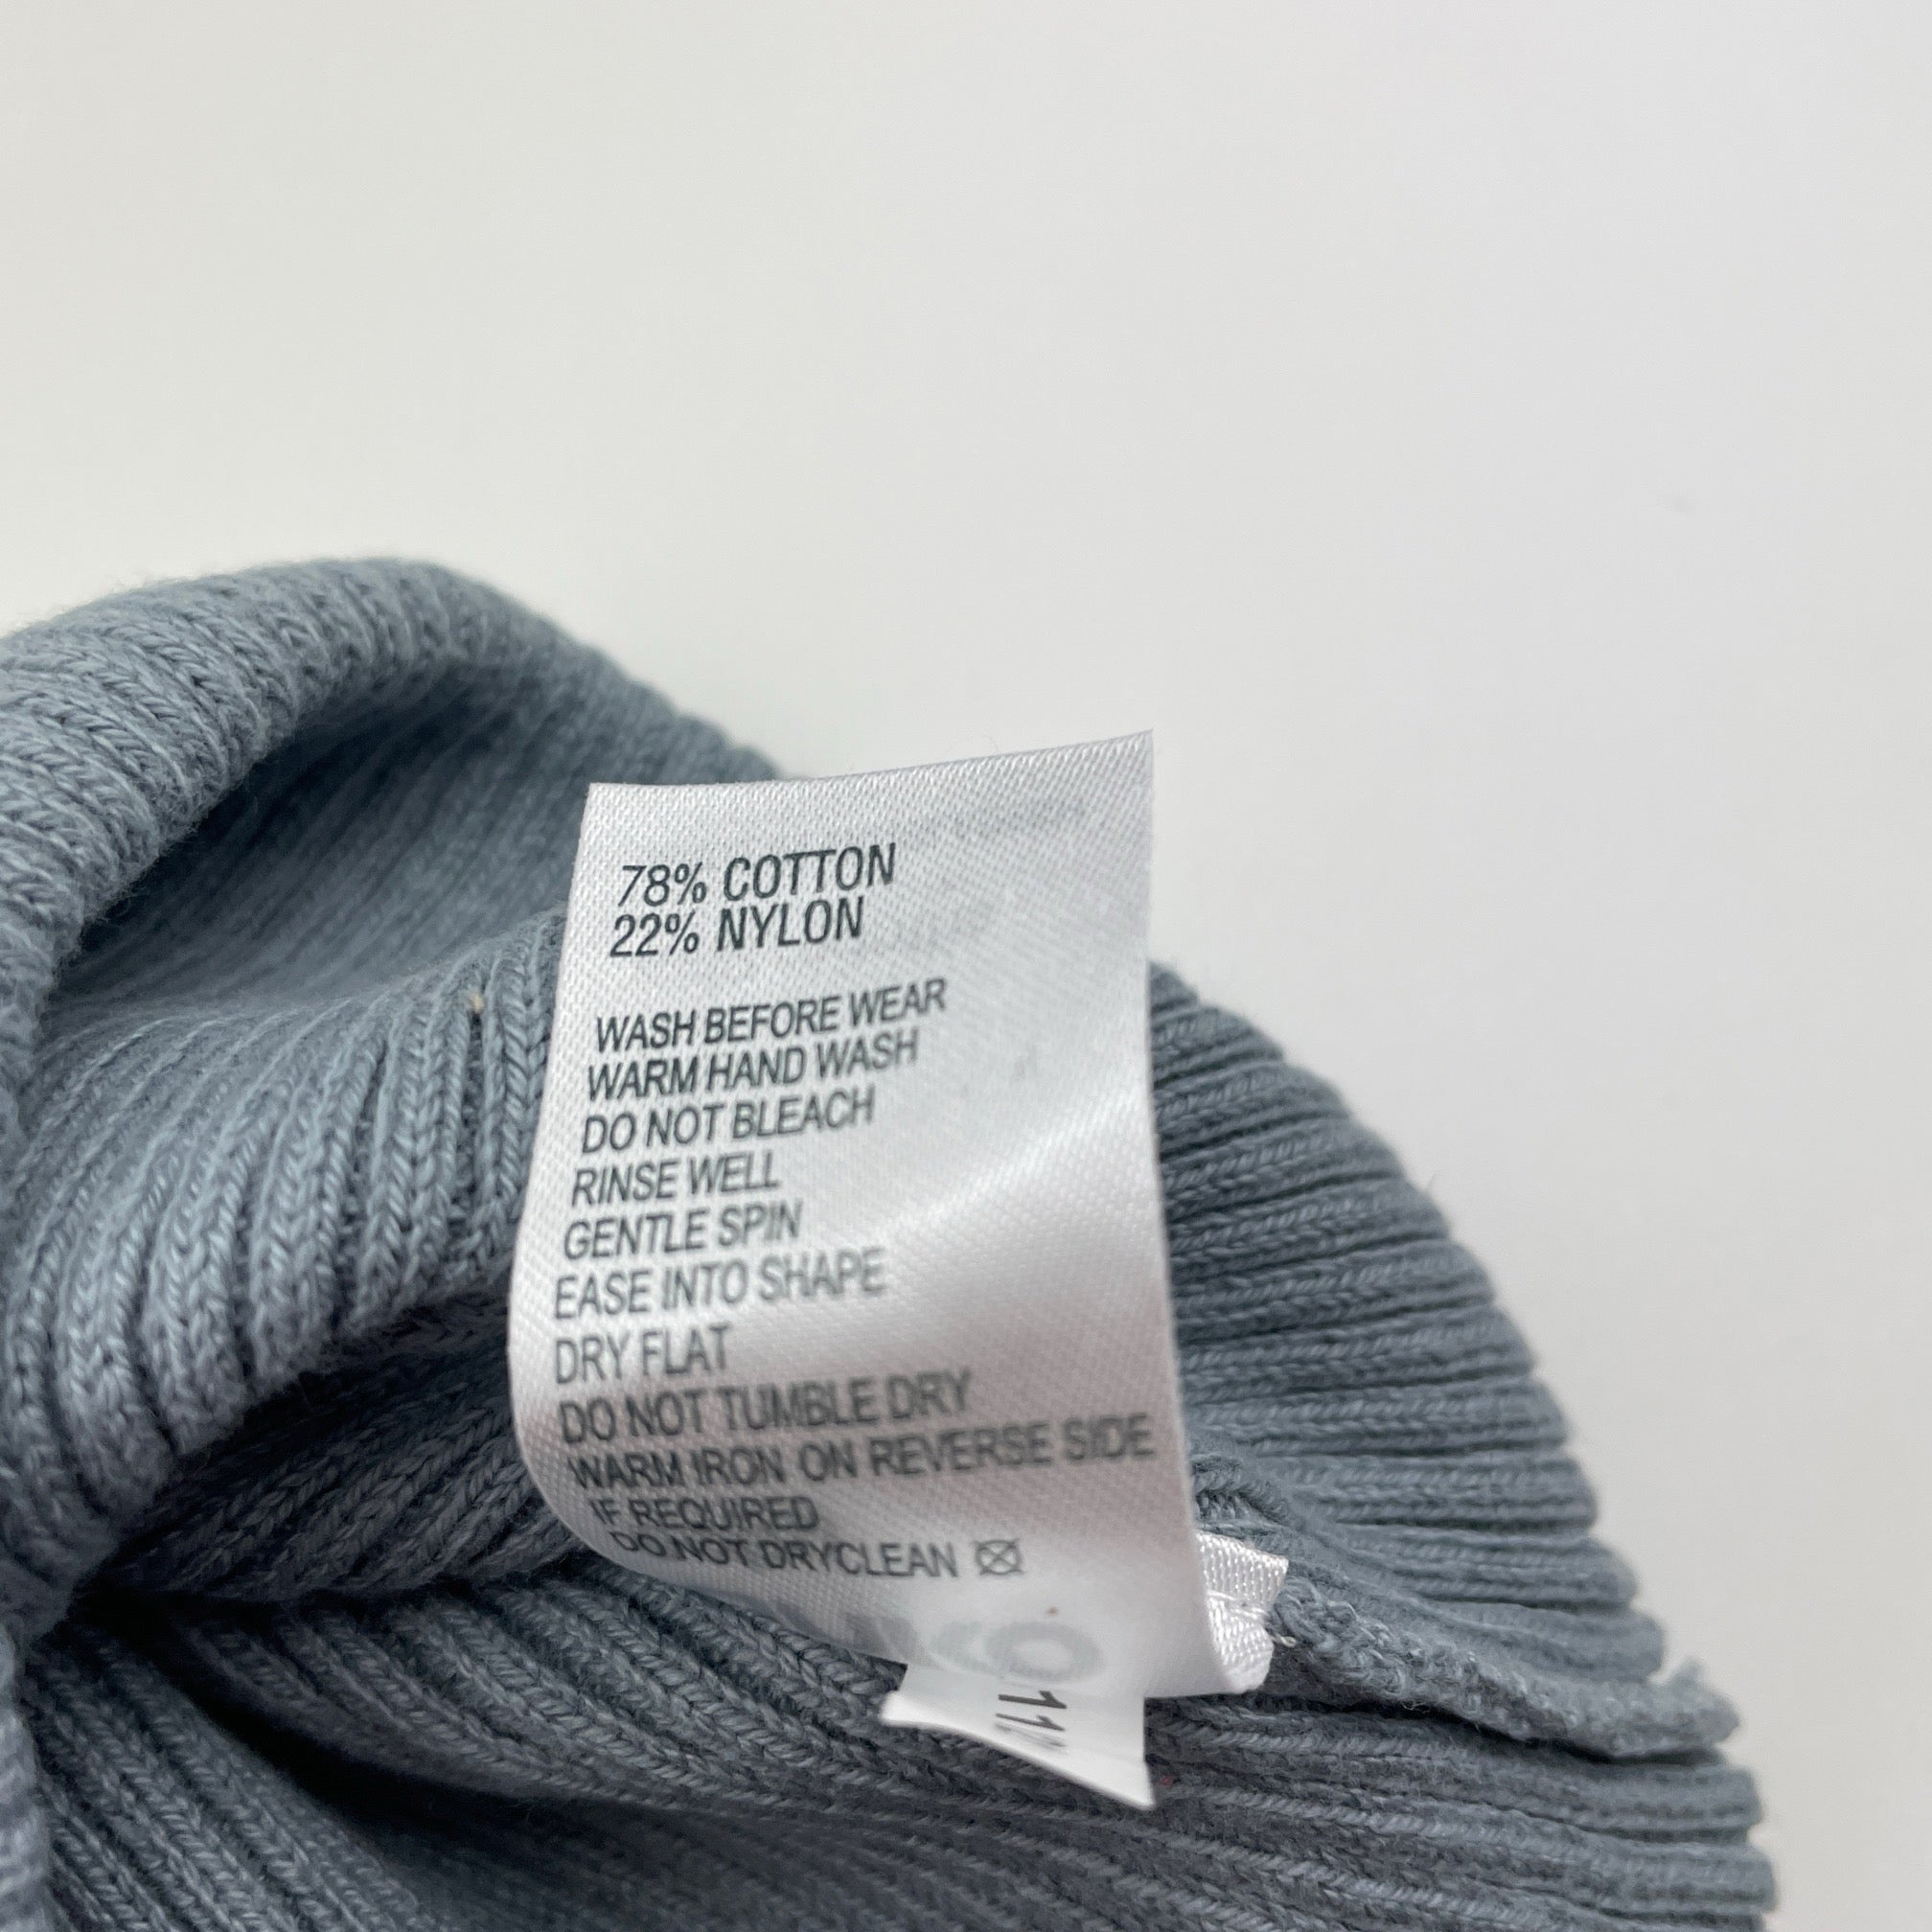 78% COTTON
22% NYLON
WASH BEFORE WEAR
WARM HAND WASH
DO NOT BLEACH
RINSE WELL
GENTLE SPIN
EASE INTO SHAPE
DRY FLAT
DO NOT TUMBLE DRY
WARM IRON ON REVERSE SIDE
IF REQUIRED
DO NOT DRYCLEAN